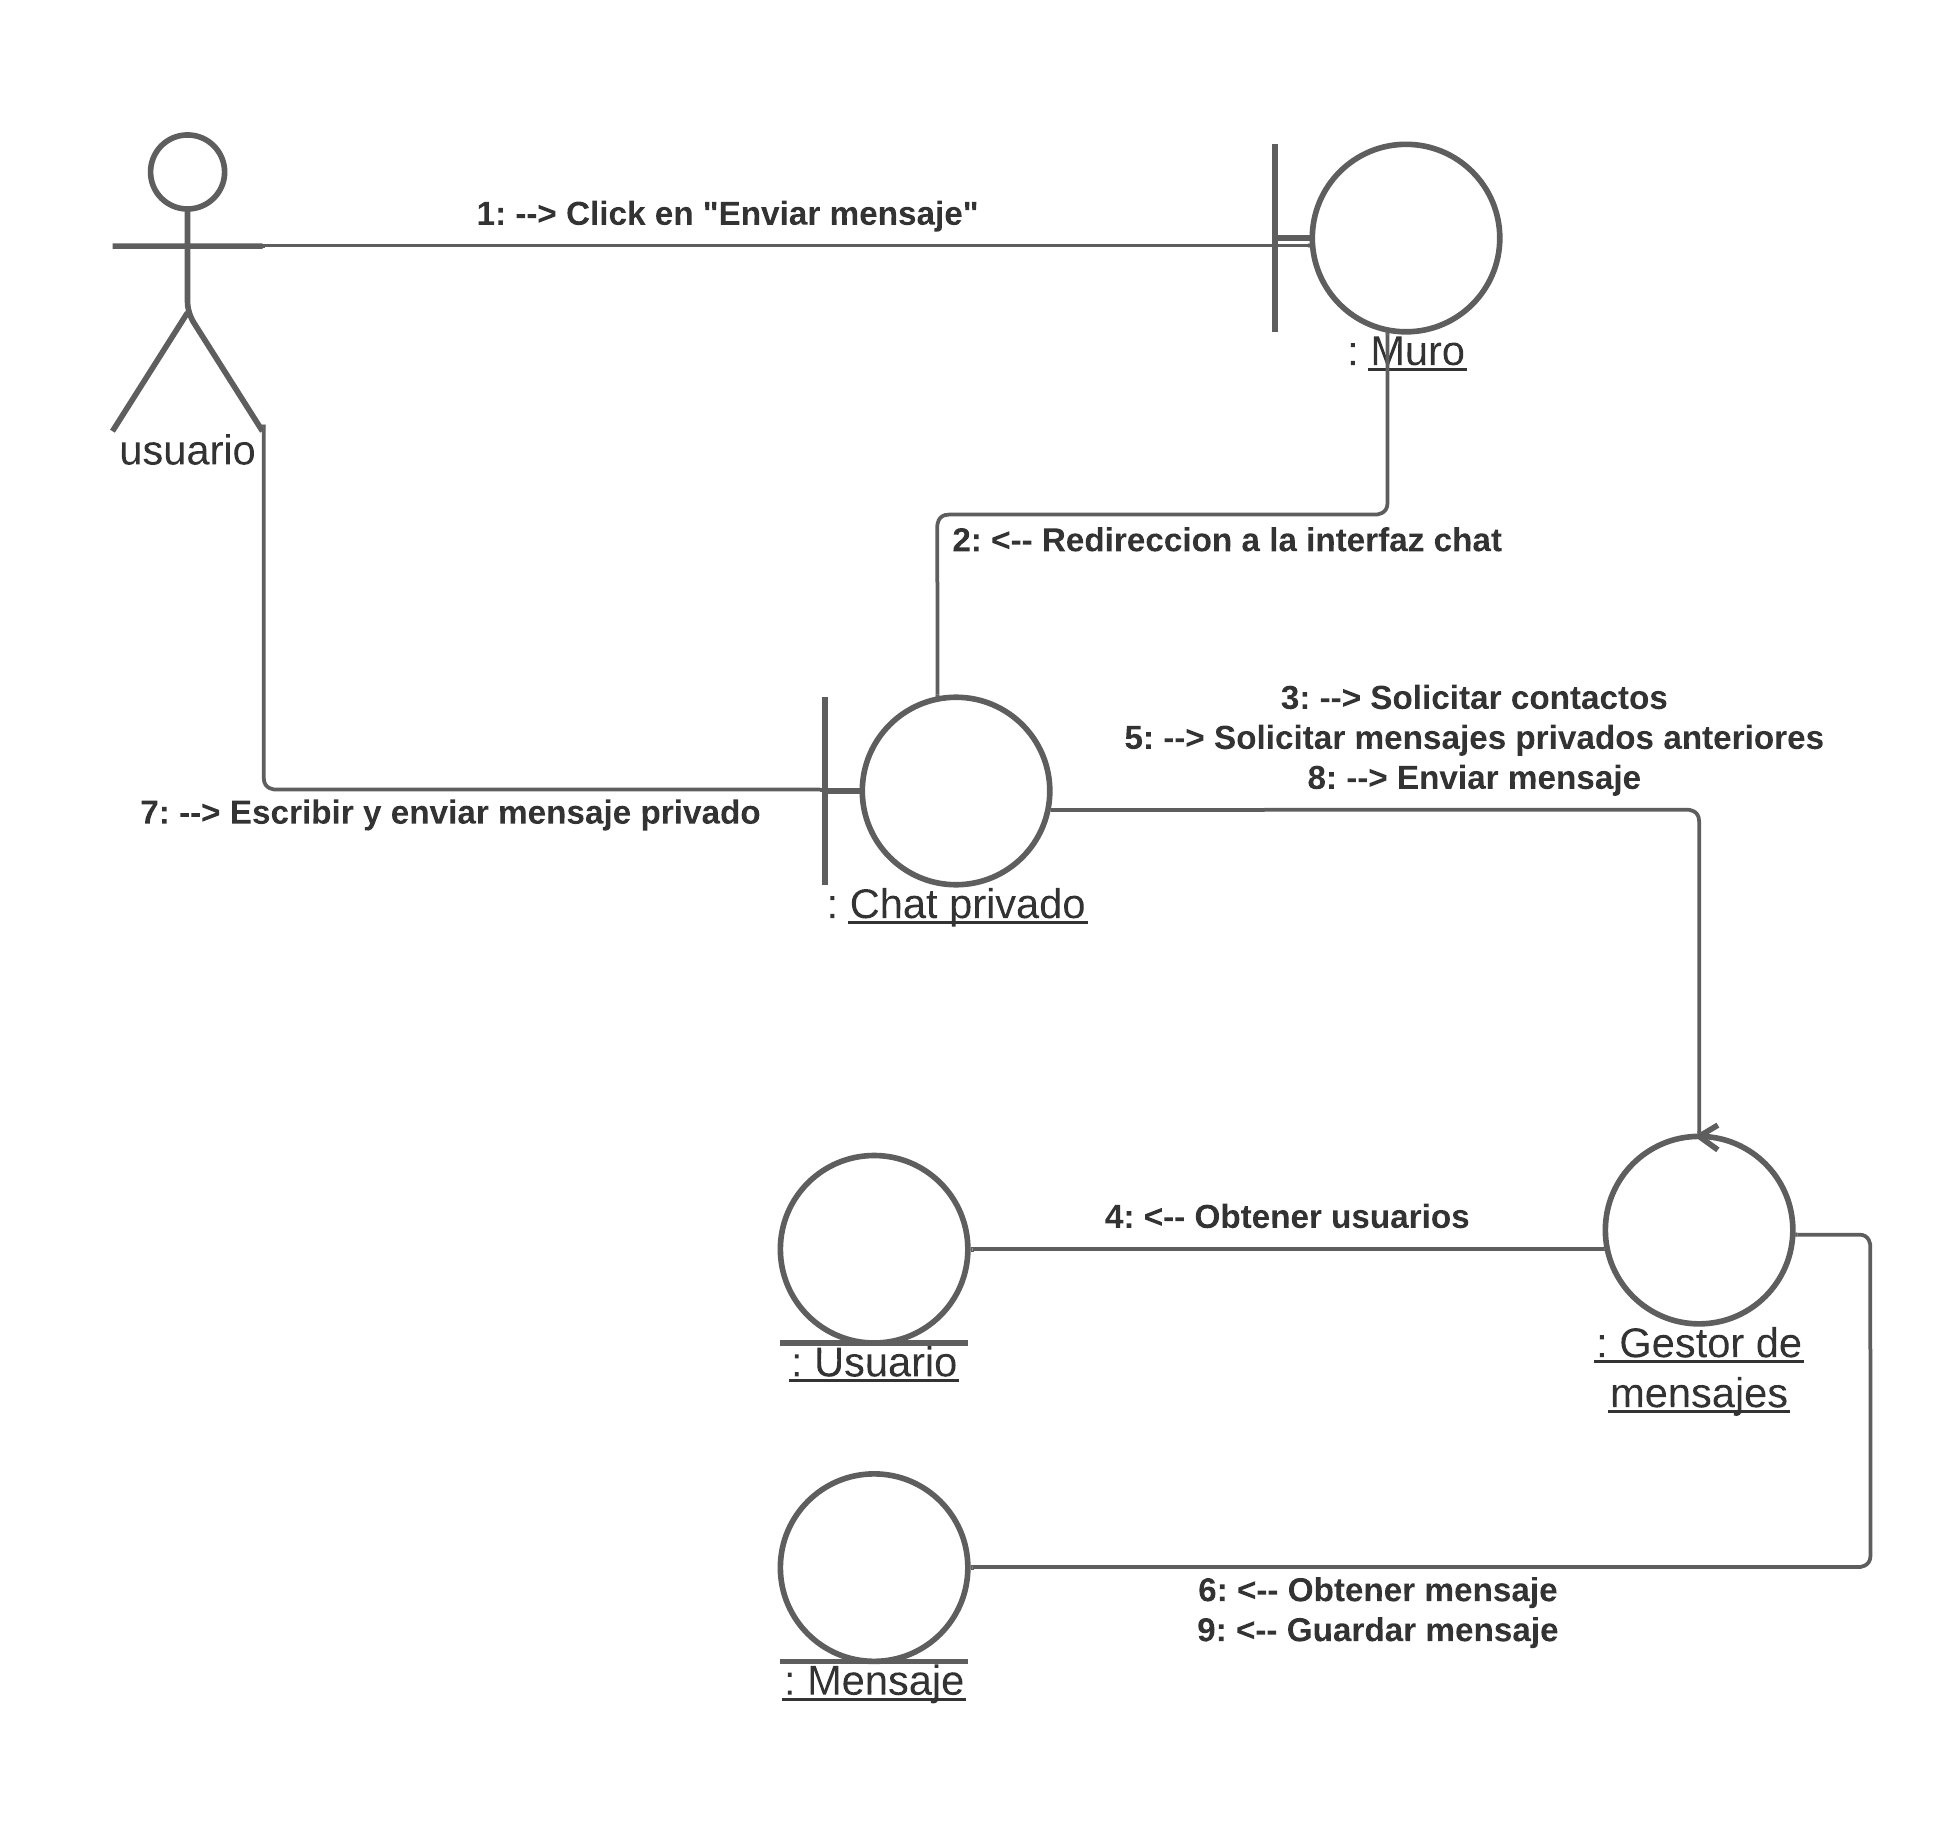 1: --> Click en "Enviar mensaje"
: Muro
usuario
2: <-- Redireccion a la interfaz chat
3: --> Solicitar contactos
5: --> Solicitar mensajes privados anteriores
8: --> Enviar mensaje
7: --> Escribir y enviar mensaje privado
: Chat privado
4: <-- Obtener usuarios
: Usuario
: Gestor de
mensajes
6: <-- Obtener mensaje
9: <-- Guardar mensaje
: Mensaje